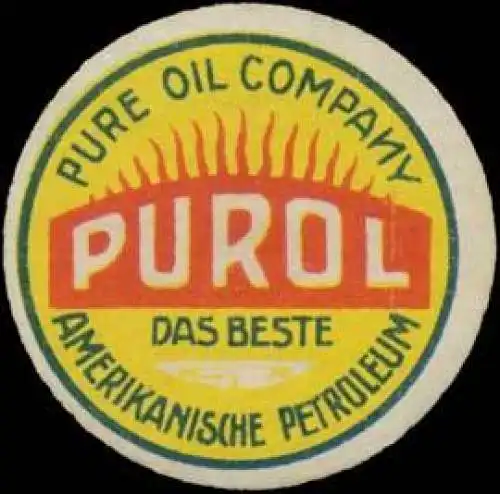 PURE OIL COMPANY
PUROL
DAS BESTE
AMERIKANISCHE PETROLEUM